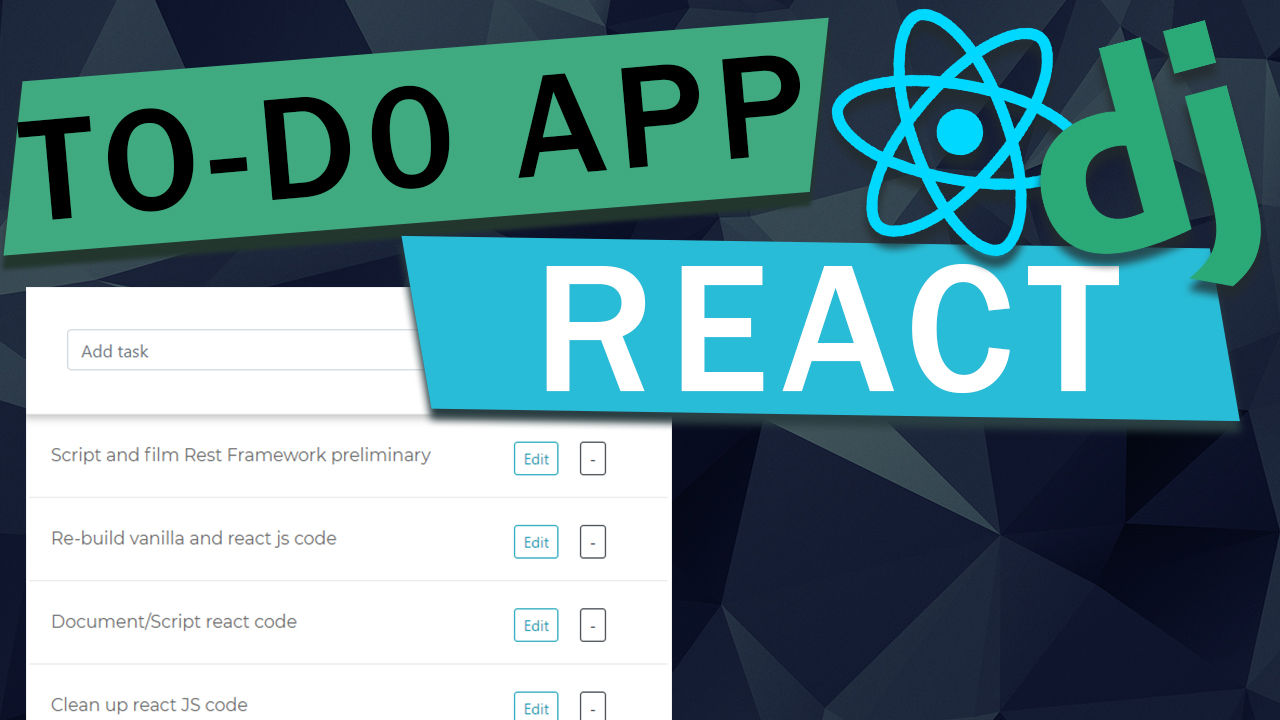 TO-DO APP
dj
REACT
Add task
Script and film Rest Framework preliminary
Edit
-
Re-build vanilla and react js code
Edit
-
Document/Script react code
Edit
-
Clean up react JS code
Edit
-